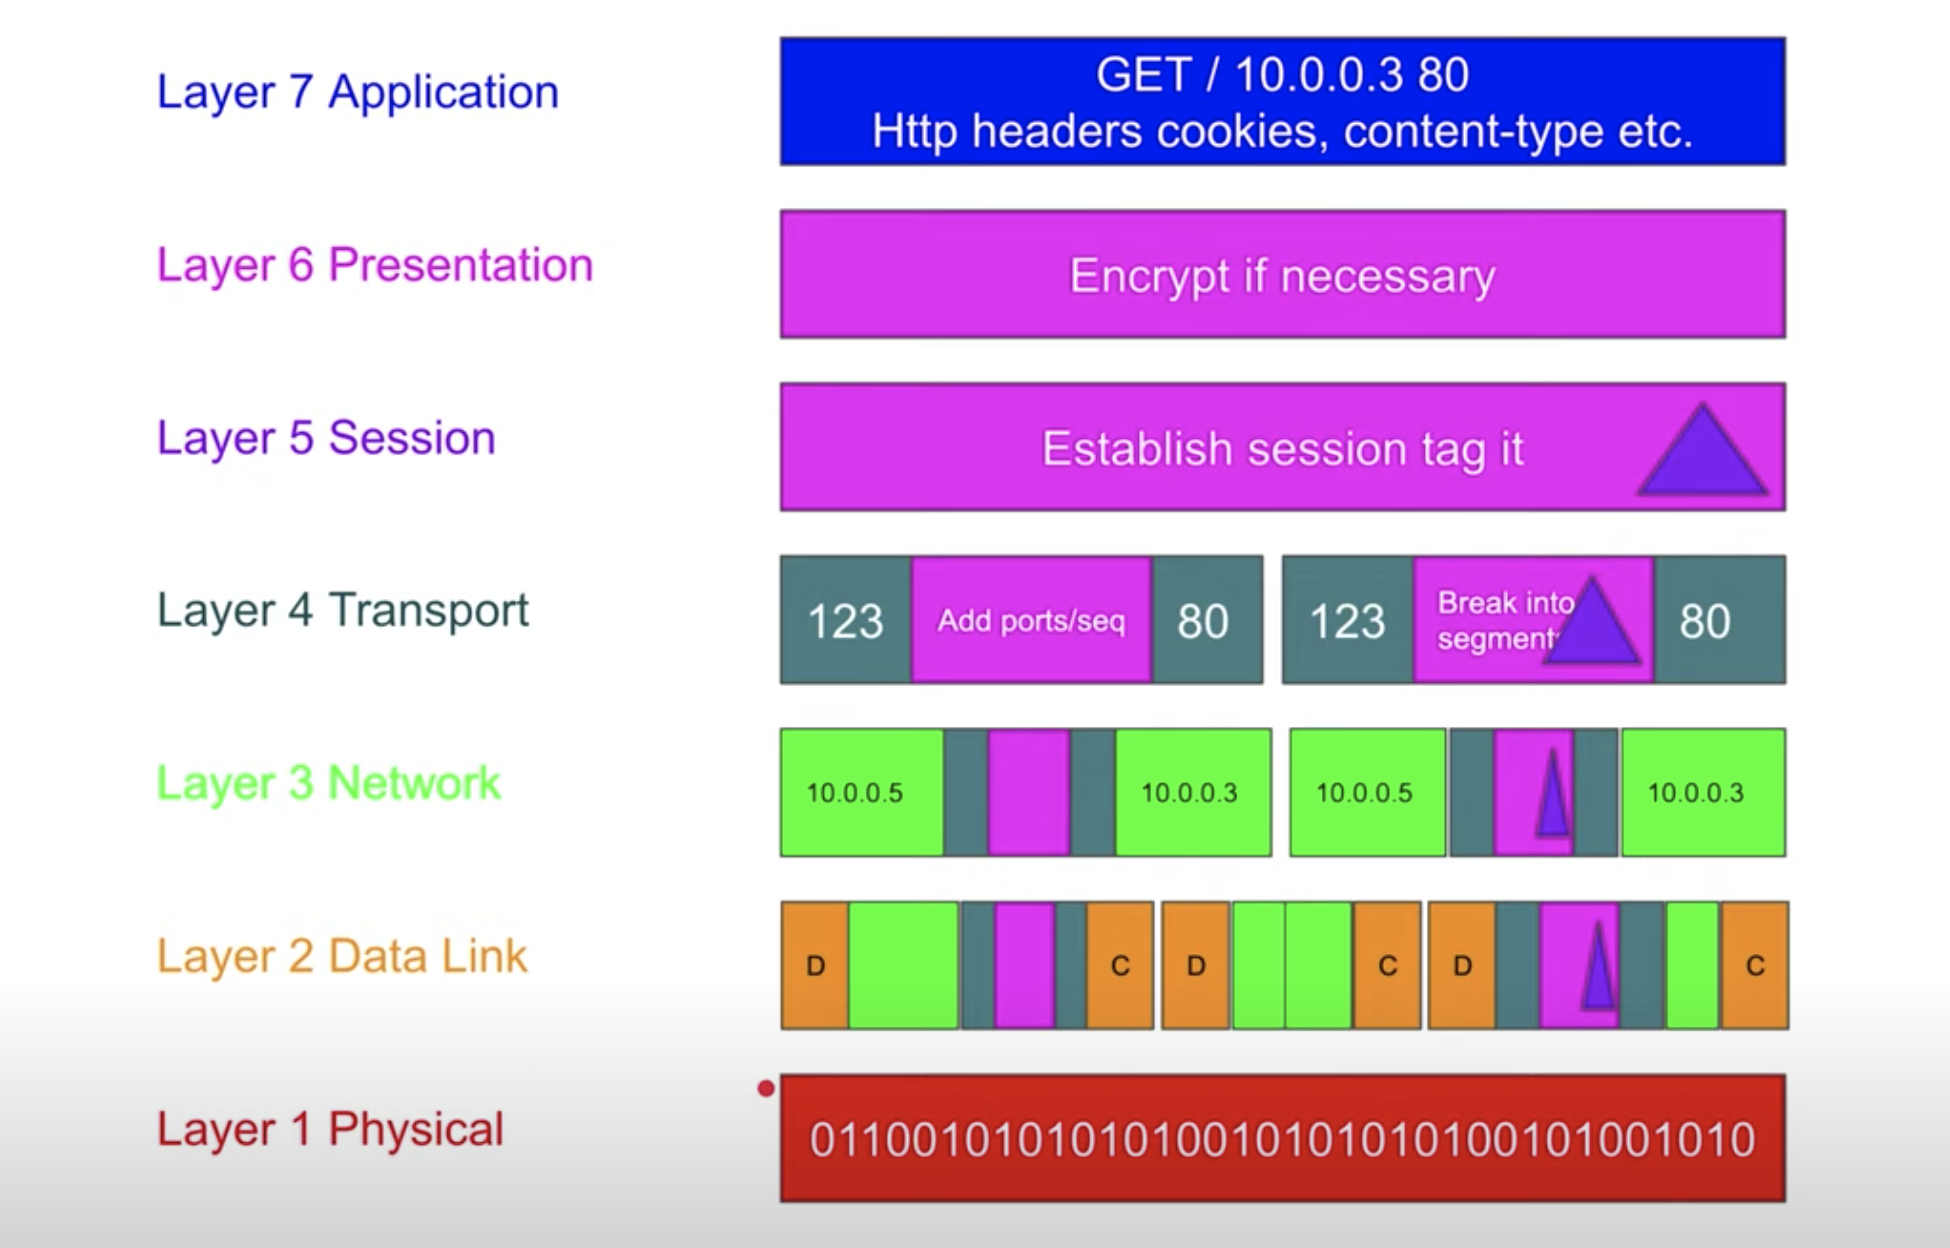 Layer 7 Application
GET / 10.0.0.3 80
Http headers cookies, content-type etc.
Layer 6 Presentation
Encrypt if necessary
Layer 5 Session
Establish session tag it
Layer 4 Transport
123 Add ports/seq 80 123 Break into 80
segments
Layer 3 Network
10.0.0.5 10.0.0.3 10.0.0.5 10.0.0.3
Layer 2 Data Link
D C D C D C
Layer 1 Physical
0110010101010100101010101001010010​10